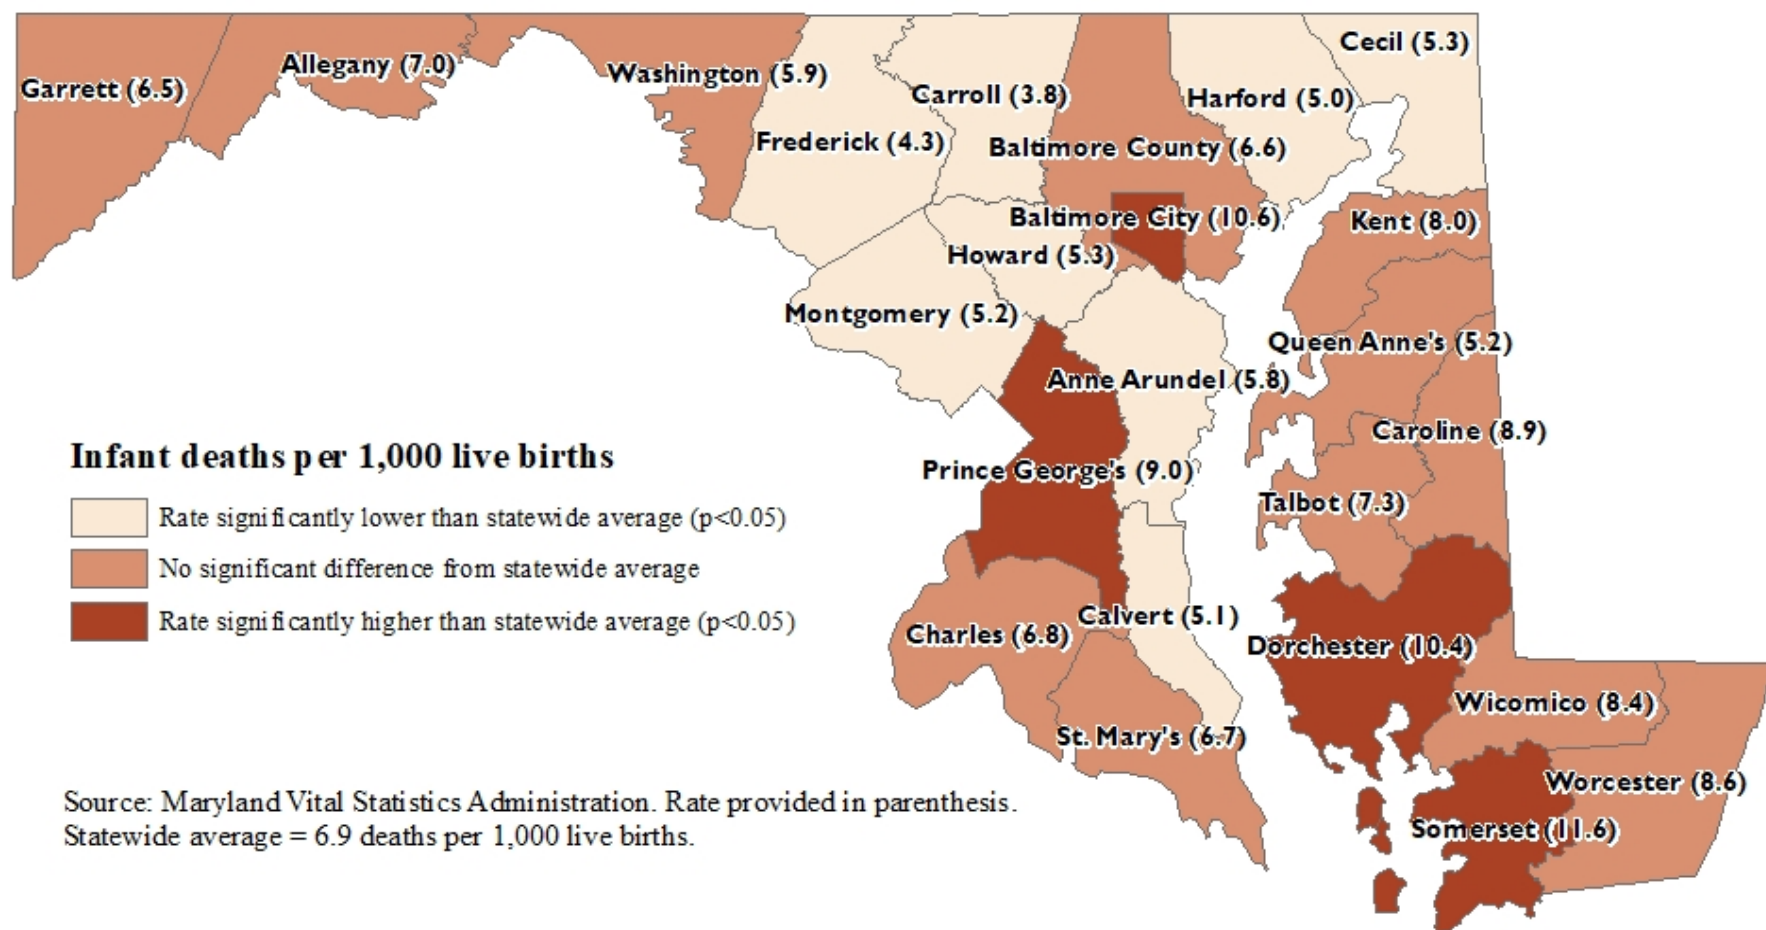 Cecil (5.3)
Allegany (7.0)
Washington (5.9)
Garrett (6.5)
Carroll (3.8)
Harford (5.0)
Frederick (4.3)
Baltimore County (6.6)
Baltimore City (10.6)
Kent (8.0)
Howard (5.3)
Montgomery (5.2)
Queen Anne's (5.2)
Anne Arundel (5.8)
Caroline (8.9)
Prince George's (9.0)
Talbot (7.3)
Calvert (5.1)
Charles (6.8)
Dorchester (10.4)
Wicomico (8.4)
St. Mary's (6.7)
Worcester (8.6)
Somerset (11.6)
Infant deaths per 1,000 live births
Rate significantly lower than statewide average (p<0.05)
No significant difference from statewide average
Rate significantly higher than statewide average (p<0.05)
Source: Maryland Vital Statistics Administration. Rate provided in parenthesis.
Statewide average = 6.9 deaths per 1,000 live births.